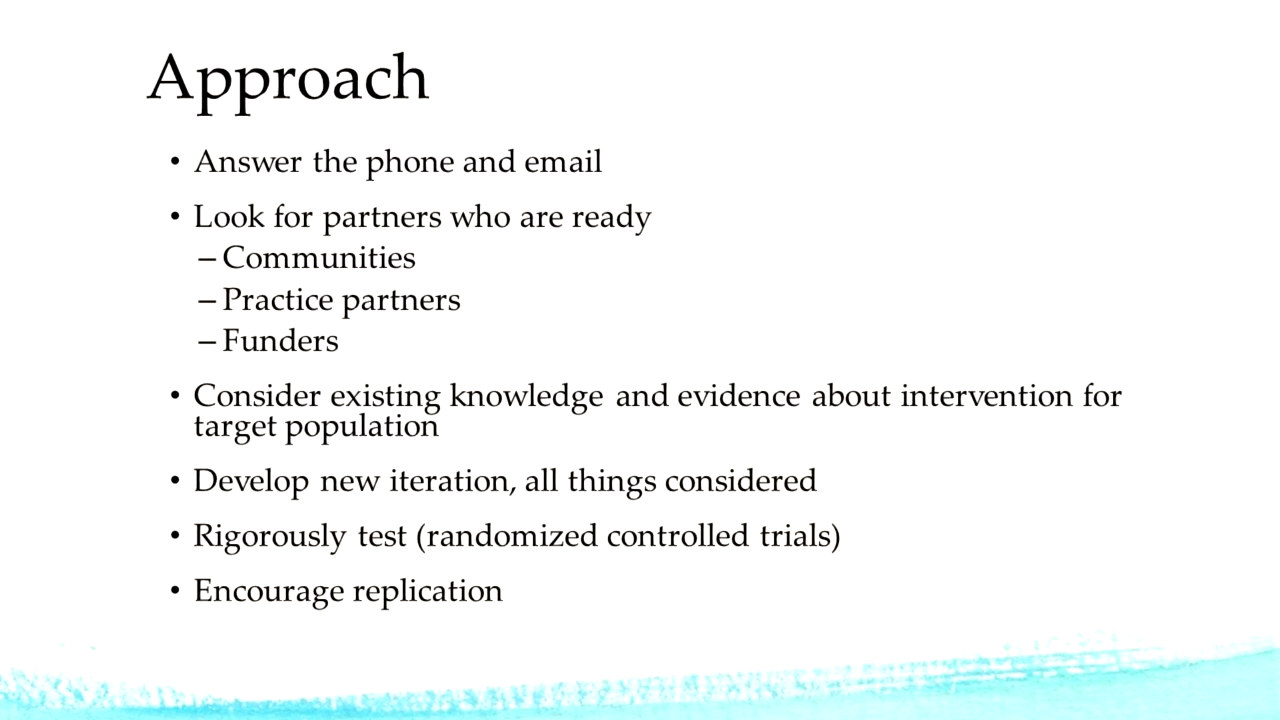 Approach
• Answer the phone and email
• Look for partners who are ready
– Communities
– Practice partners
– Funders
• Consider existing knowledge and evidence about intervention for
target population
• Develop new iteration, all things considered
• Rigorously test (randomized controlled trials)
• Encourage replication